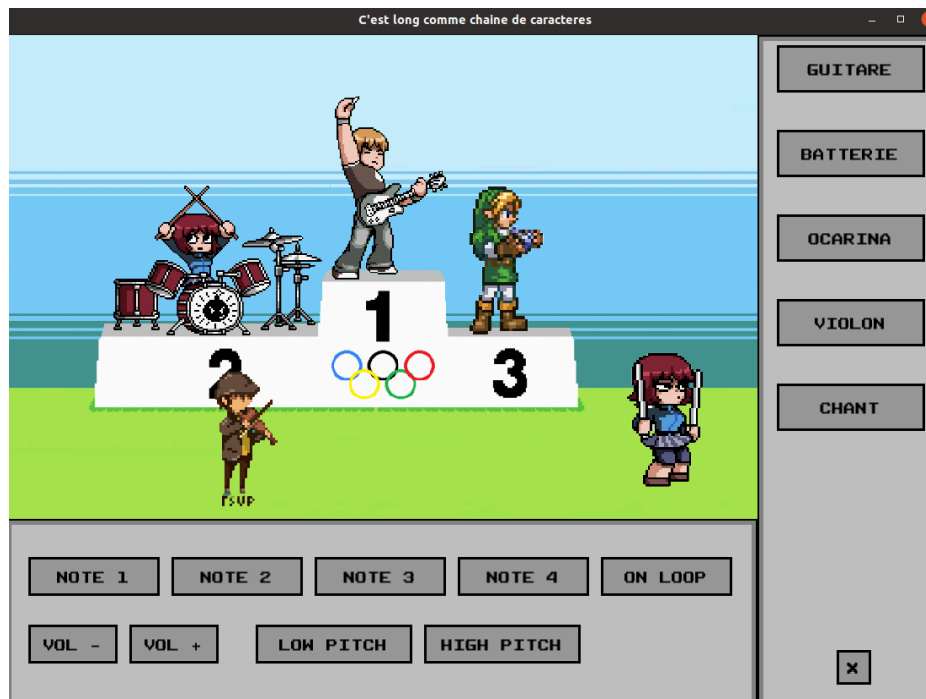 C'est long comme chaine de caracteres
GUITARE
BATTERIE
OCARINA
VIOLON
CHANT
1
2
3
NOTE 1
NOTE 2
NOTE 3
NOTE 4
ON LOOP
VOL -
VOL +
LOW PITCH
HIGH PITCH
x